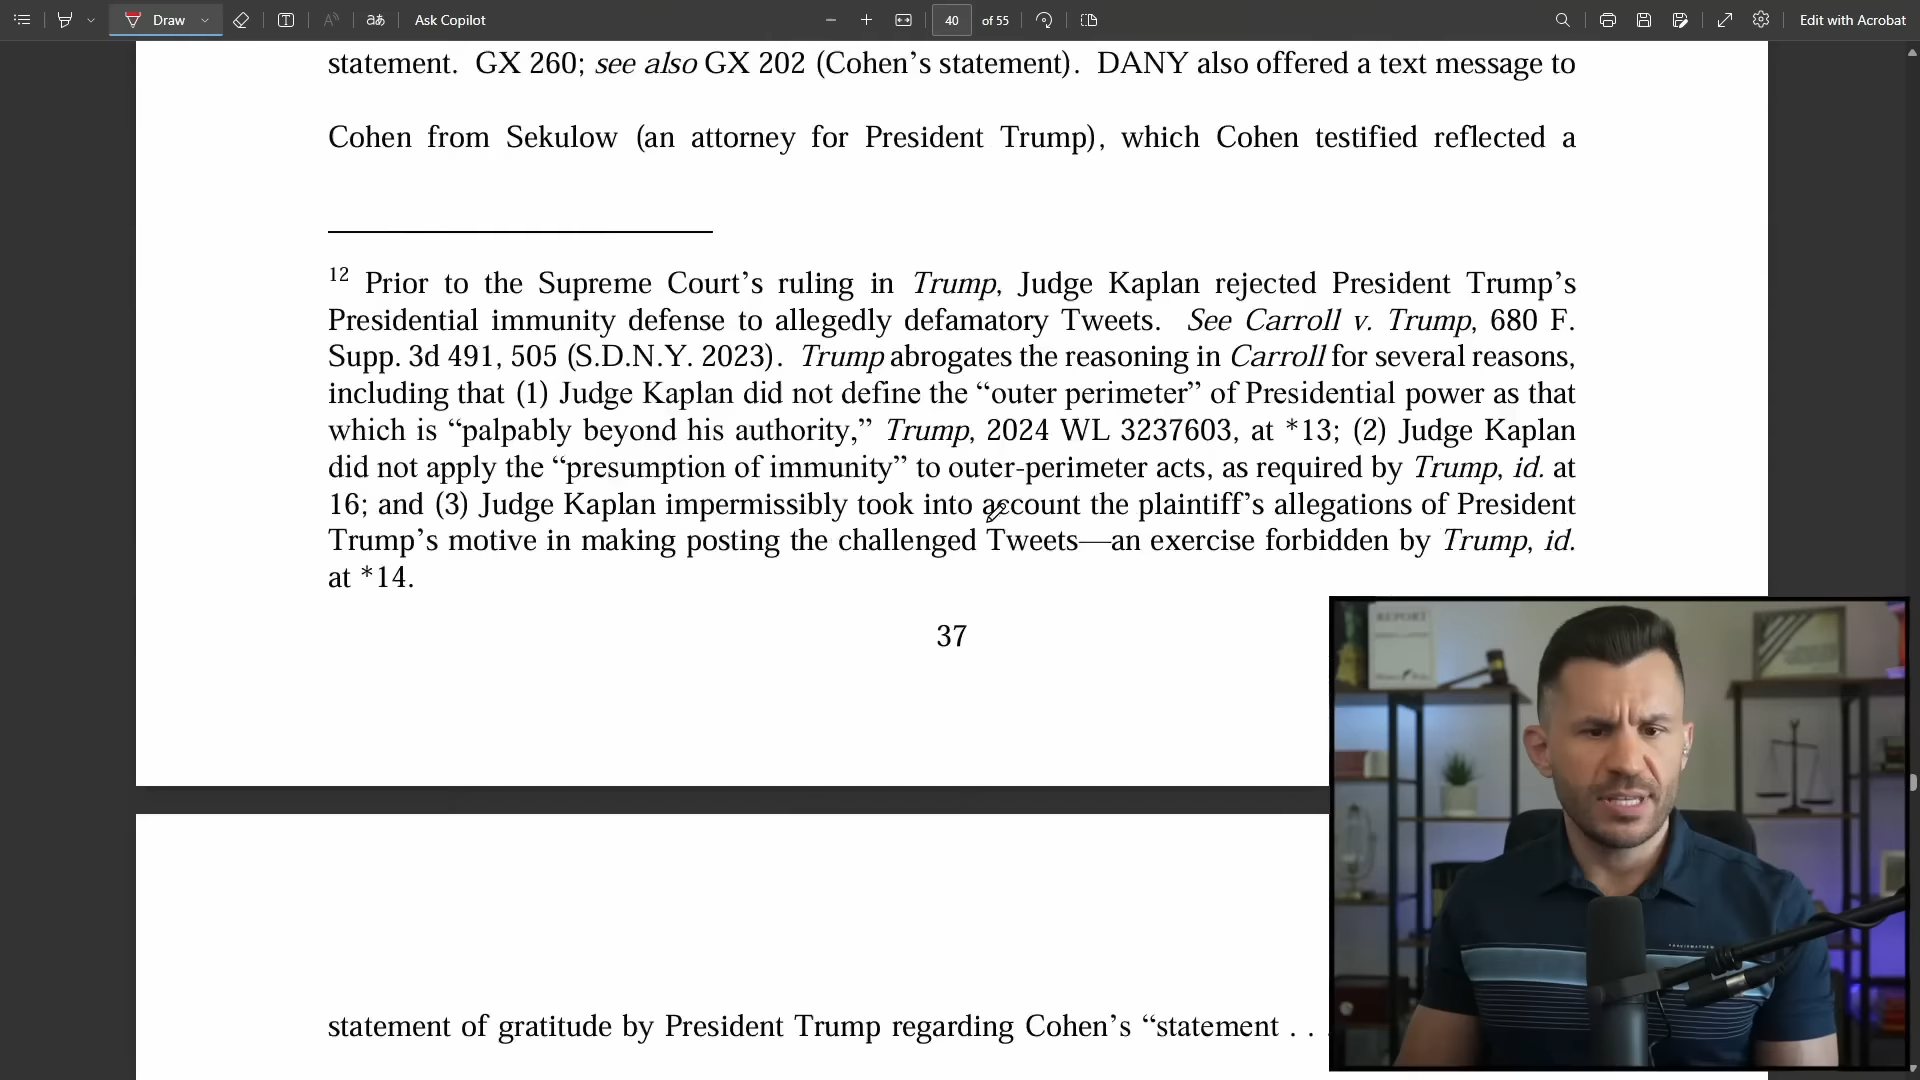 Draw
Ask Copilot
40 of 55
Edit with Acrobat
statement. GX 260; see also GX 202 (Cohen’s statement). DANY also offered a text message to
Cohen from Sekulow (an attorney for President Trump), which Cohen testified reflected a
12 Prior to the Supreme Court’s ruling in Trump, Judge Kaplan rejected President Trump’s
Presidential immunity defense to allegedly defamatory Tweets. See Carroll v. Trump, 680 F.
Supp. 3d 491, 505 (S.D.N.Y. 2023). Trump abrogates the reasoning in Carroll for several reasons,
including that (1) Judge Kaplan did not define the “outer perimeter” of Presidential power as that
which is “palpably beyond his authority,” Trump, 2024 WL 3237603, at *13; (2) Judge Kaplan
did not apply the “presumption of immunity” to outer-perimeter acts, as required by Trump, id. at
16; and (3) Judge Kaplan impermissibly took into account the plaintiff’s allegations of President
Trump’s motive in making posting the challenged Tweets—an exercise forbidden by Trump, id.
at *14.
37
REPORT
statement of gratitude by President Trump regarding Cohen’s “statement . .